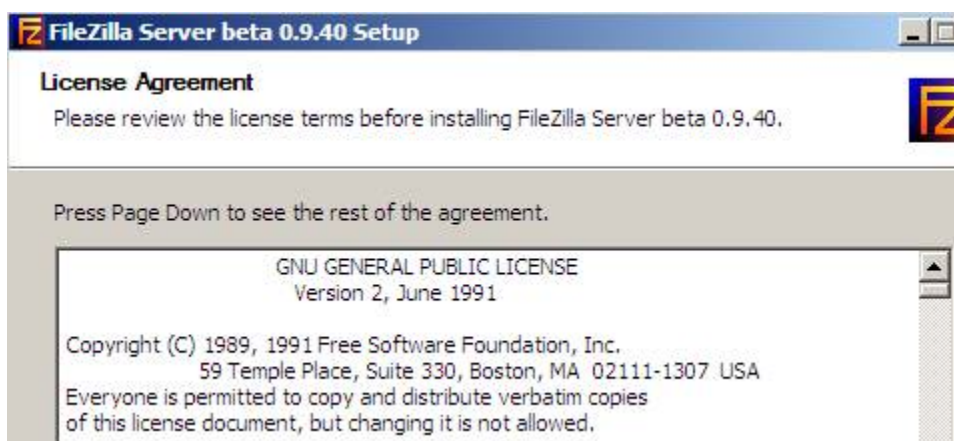 FileZilla Server beta 0.9.40 Setup
License Agreement
Please review the license terms before installing FileZilla Server beta 0.9.40.
Press Page Down to see the rest of the agreement.
GNU GENERAL PUBLIC LICENSE
Version 2, June 1991
Copyright (C) 1989, 1991 Free Software Foundation, Inc.
59 Temple Place, Suite 330, Boston, MA 02111-1307 USA
Everyone is permitted to copy and distribute verbatim copies
of this license document, but changing it is not allowed.